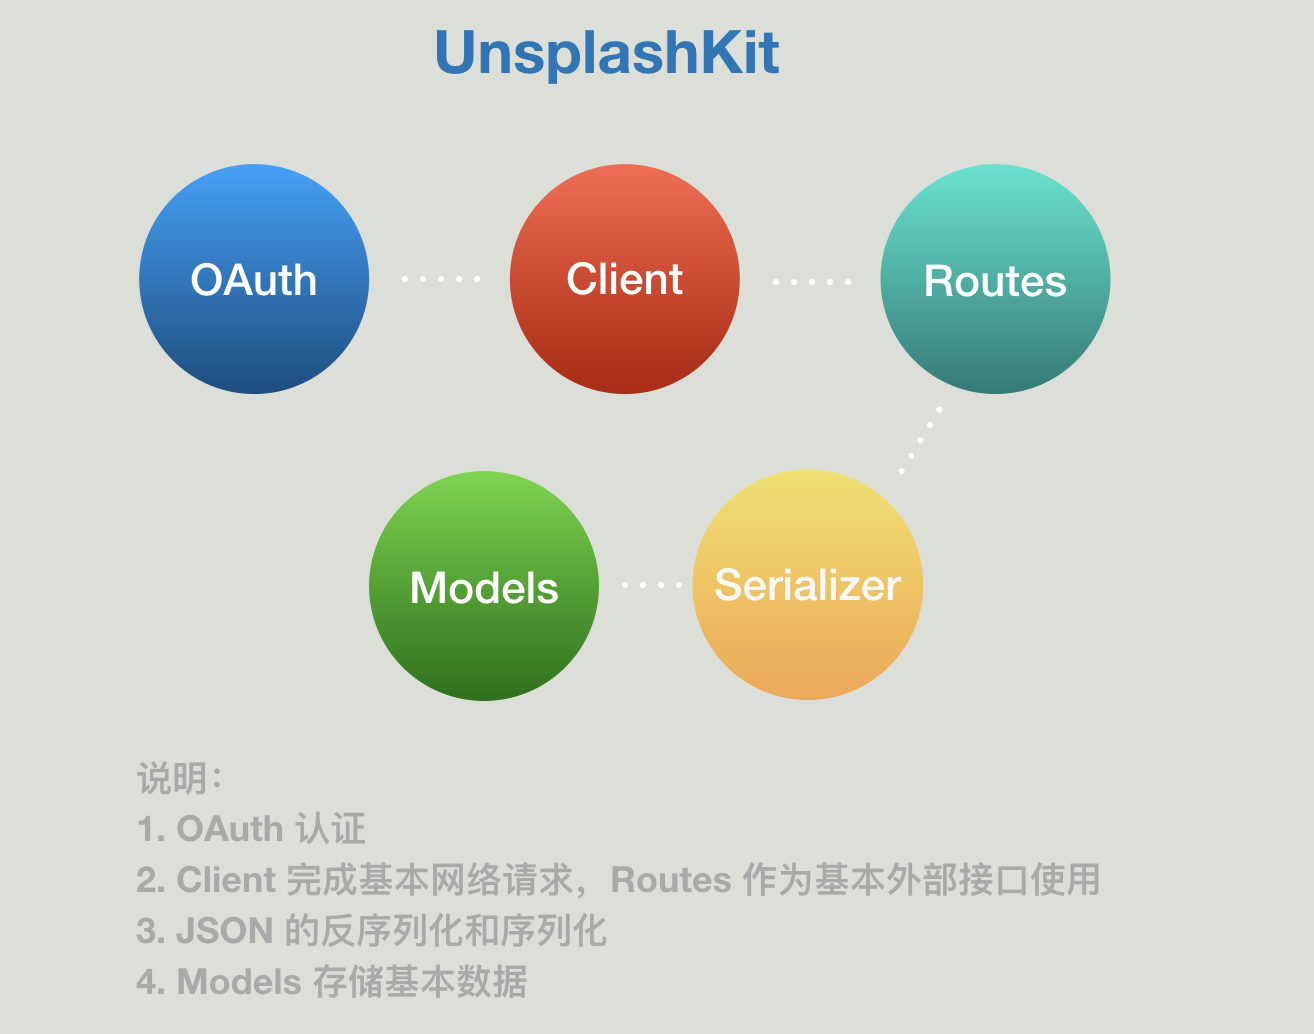 UnsplashKit
OAuth
Client
Routes
Models
Serializer
说明：
1. OAuth 认证
2. Client 完成基本网络请求，Routes 作为基本外部接口使用
3. JSON 的反序列化和序列化
4. Models 存储基本数据